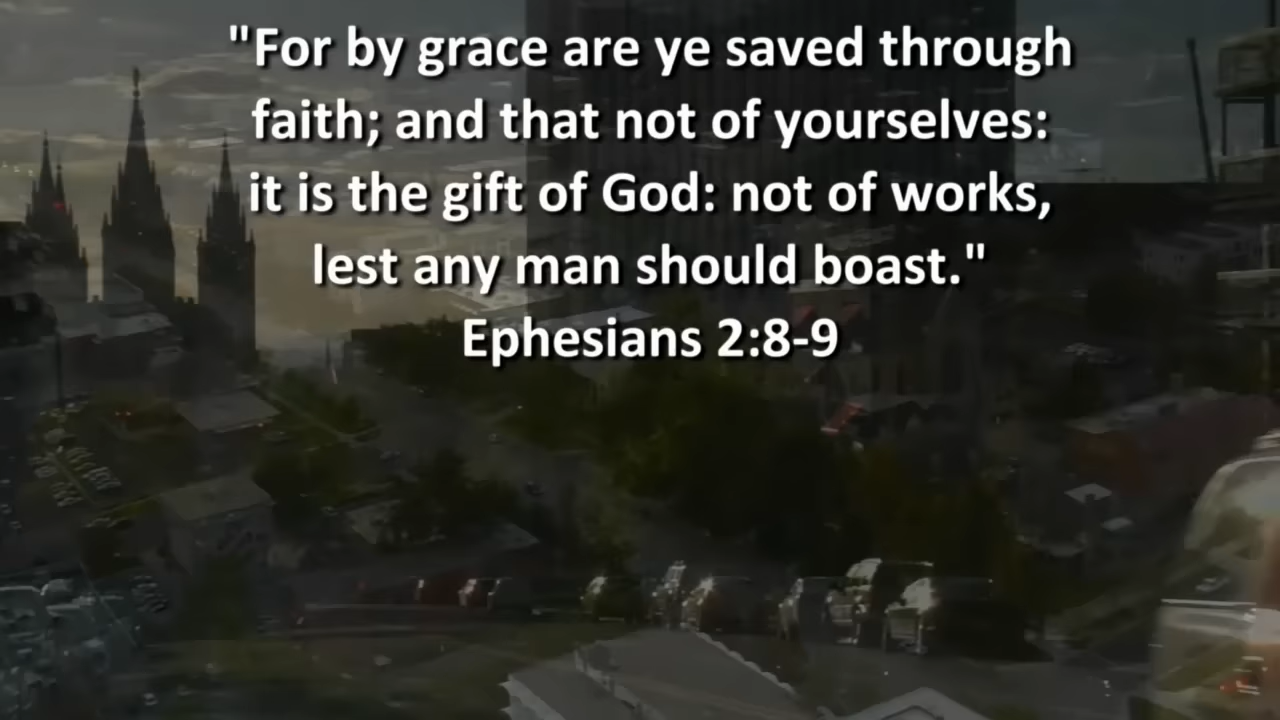 "For by grace are ye saved through
faith; and that not of yourselves:
it is the gift of God: not of works,
lest any man should boast."
Ephesians 2:8-9